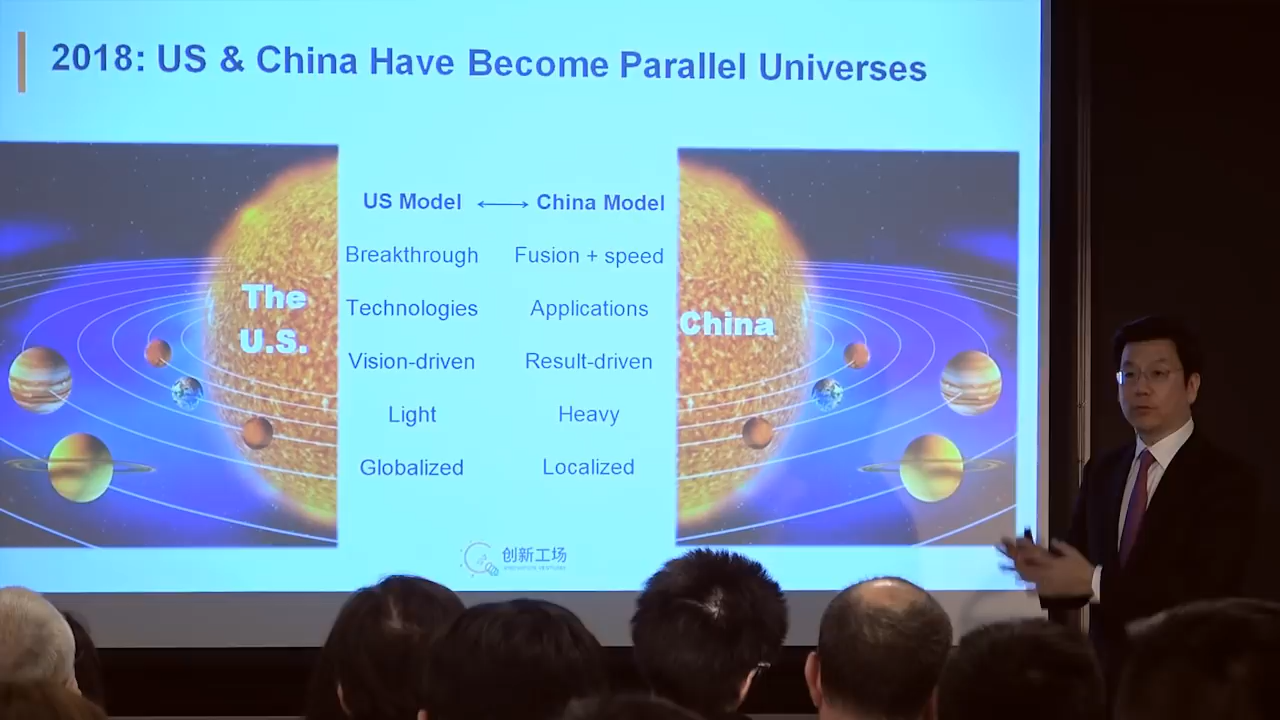 2018: US & China Have Become Parallel Universes
US Model ⟷ China Model
Breakthrough Fusion + speed
Technologies Applications
Vision-driven Result-driven
Light Heavy
Globalized Localized
The
U.S.
China
创新工场